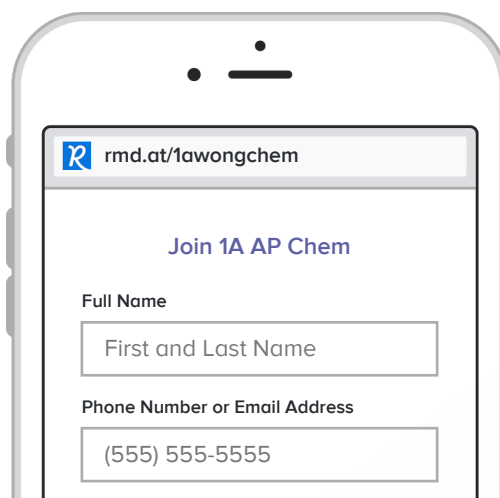 rmd.at/1awongchem
Join 1A AP Chem
Full Name
First and Last Name
Phone Number or Email Address
(555) 555-5555